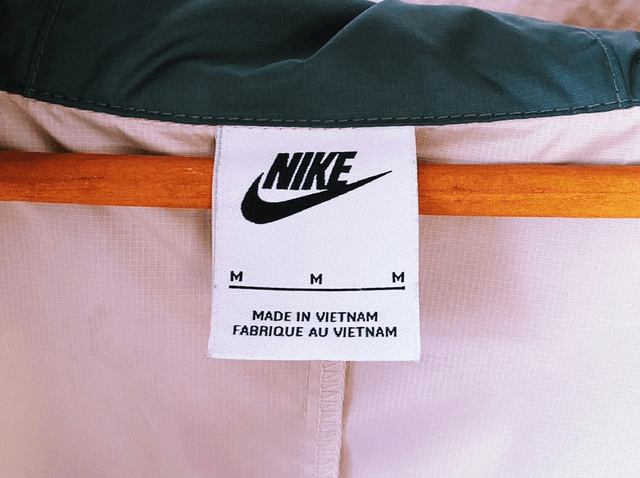 NIKE
M M M
MADE IN VIETNAM
FABRIQUE AU VIETNAM